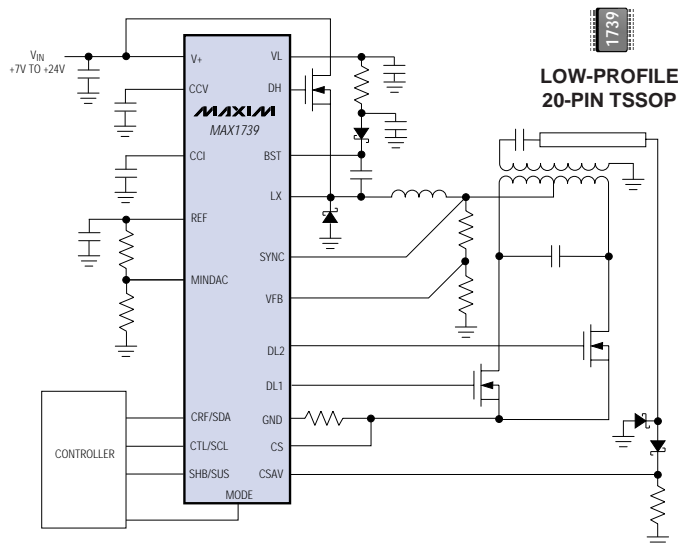 1739
LOW-PROFILE
20-PIN TSSOP
VIN
+7V TO +24V
V+
VL
CCV
DH
MAXIM
MAX1739
CCI
BST
LX
REF
SYNC
MINDAC
VFB
DL2
DL1
CRF/SDA
GND
CONTROLLER
CTL/SCL
CS
SHB/SUS
CSAV
MODE